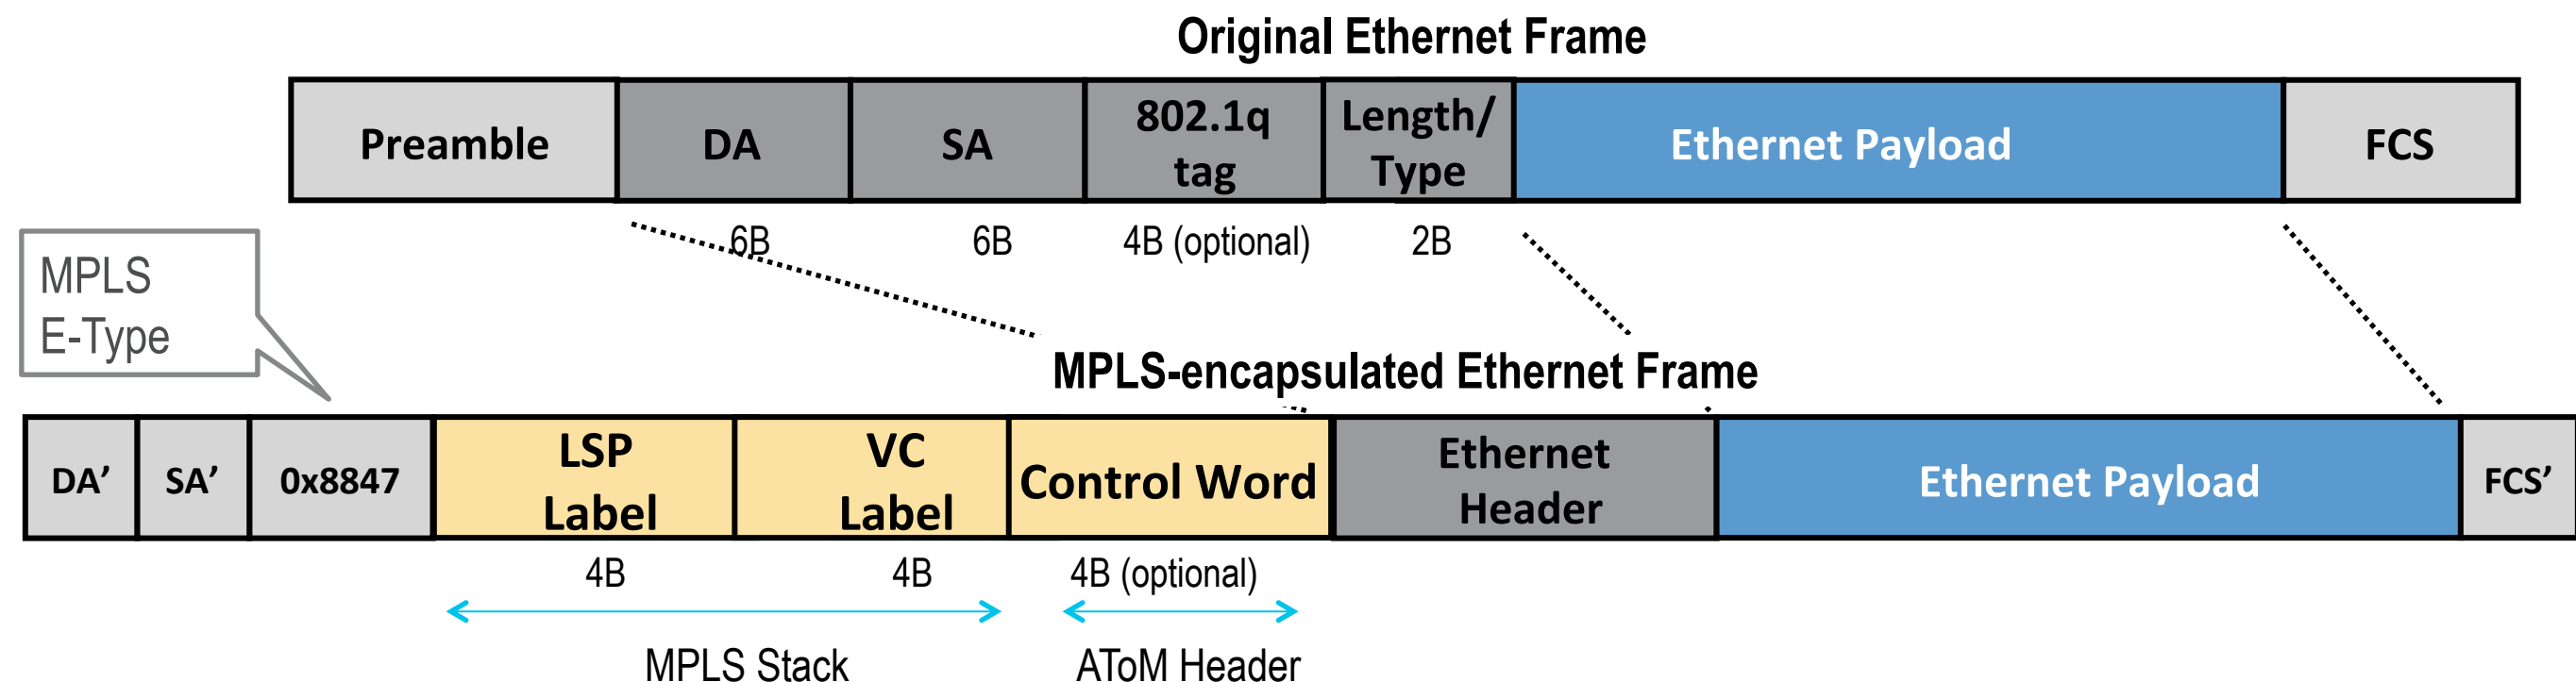 Original Ethernet Frame
Preamble
DA
SA
802.1q
tag
Length/
Type
Ethernet Payload
FCS
6B
6B
4B (optional)
2B
MPLS
E-Type
MPLS-encapsulated Ethernet Frame
DA’
SA’
0x8847
LSP
Label
VC
Label
Control Word
Ethernet
Header
Ethernet Payload
FCS’
4B
4B
4B (optional)
MPLS Stack
AToM Header